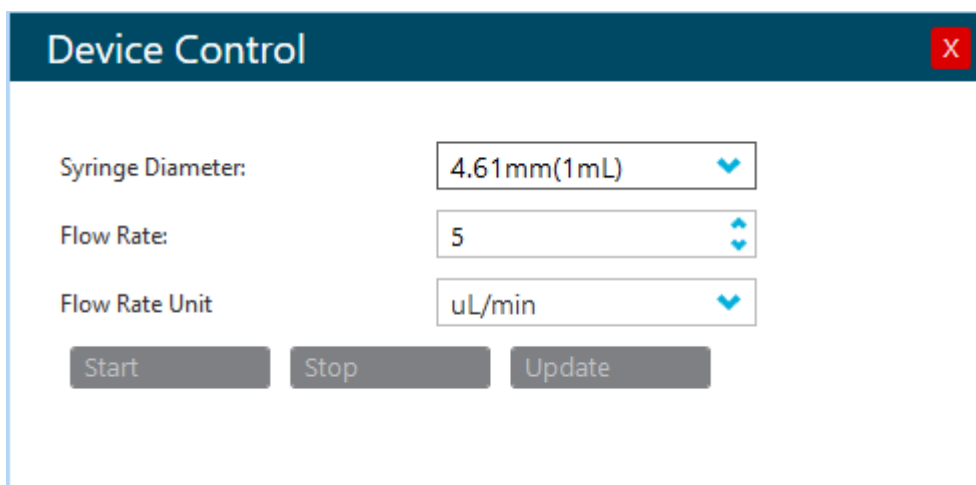 Device Control X
Syringe Diameter: 4.61mm(1mL)
Flow Rate: 5
Flow Rate Unit uL/min
Start Stop Update